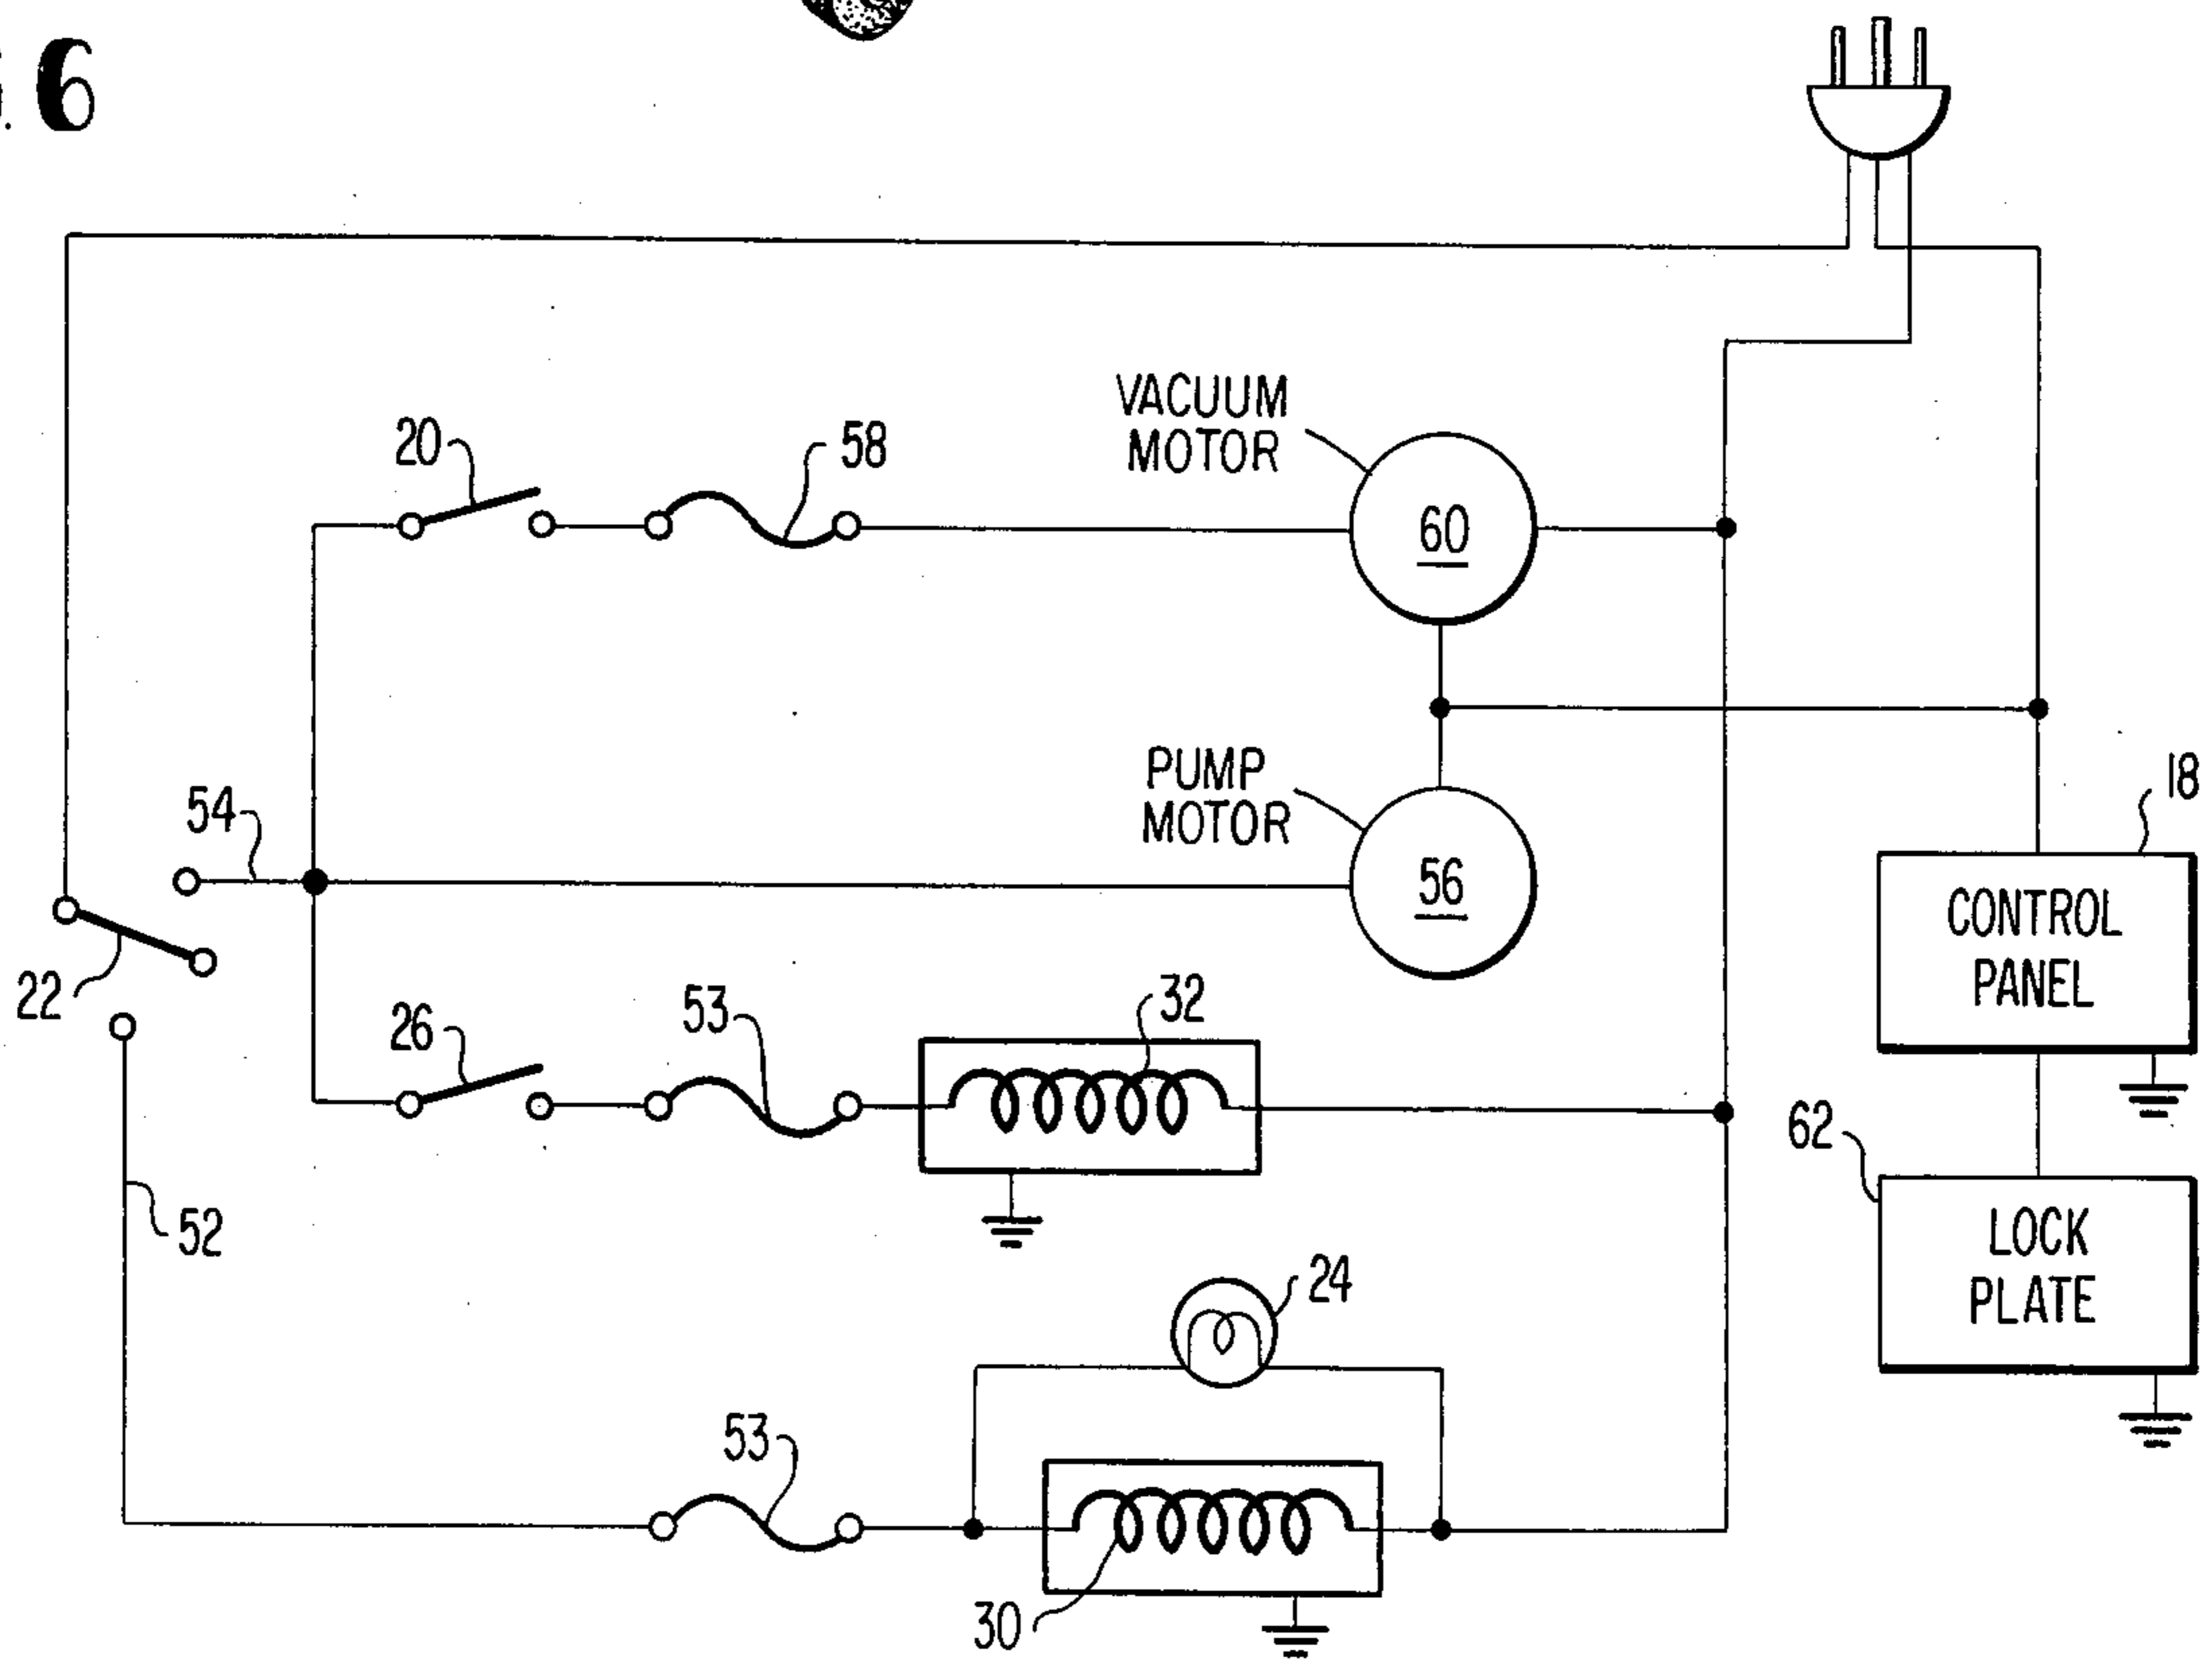 . 6
VACUUM
MOTOR
20
58
60
PUMP
MOTOR
18
54
56
CONTROL
PANEL
22
26
53
32
62
52
LOCK
PLATE
24
53
30